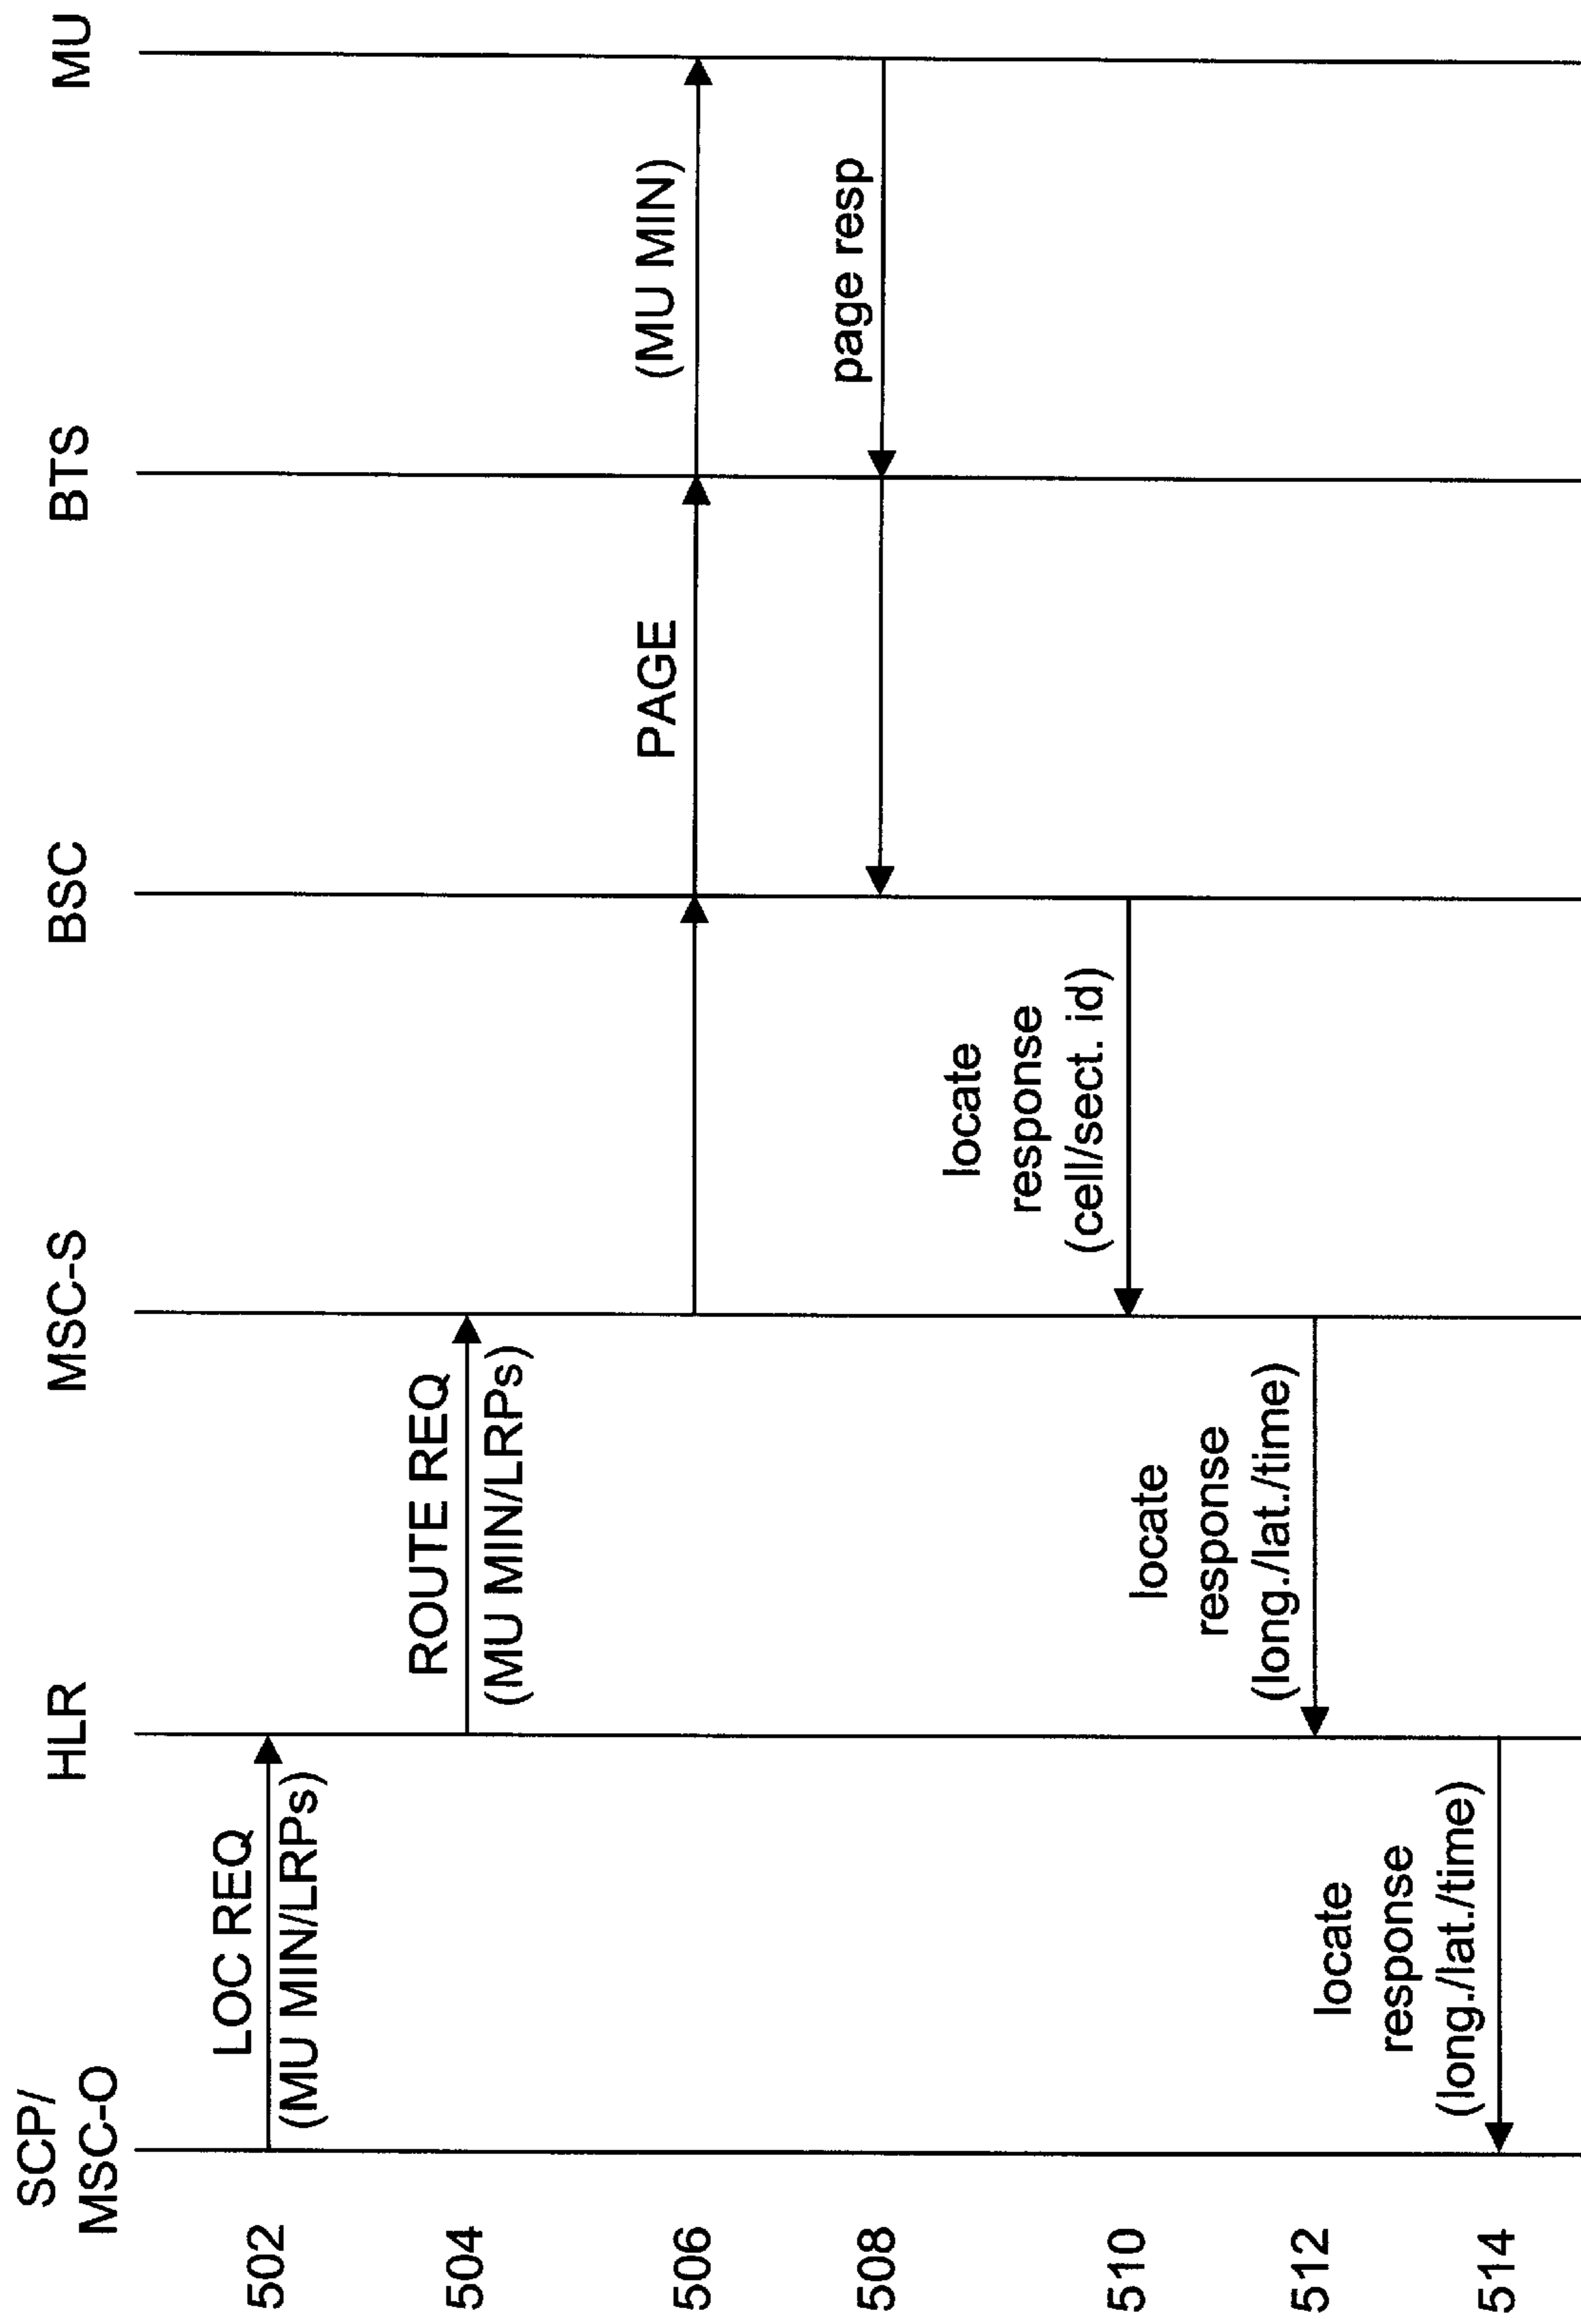 SCP/
MSC-O
HLR
MSC-S
BSC
BTS
MU
502
LOC REQ
(MU MIN/LRPs)
504
ROUTE REQ
(MU MIN/LRPs)
506
PAGE
(MU MIN)
508
page resp
510
locate
response
(cell/sect. id)
512
locate
response
(long./lat./time)
514
locate
response
(long./lat./time)